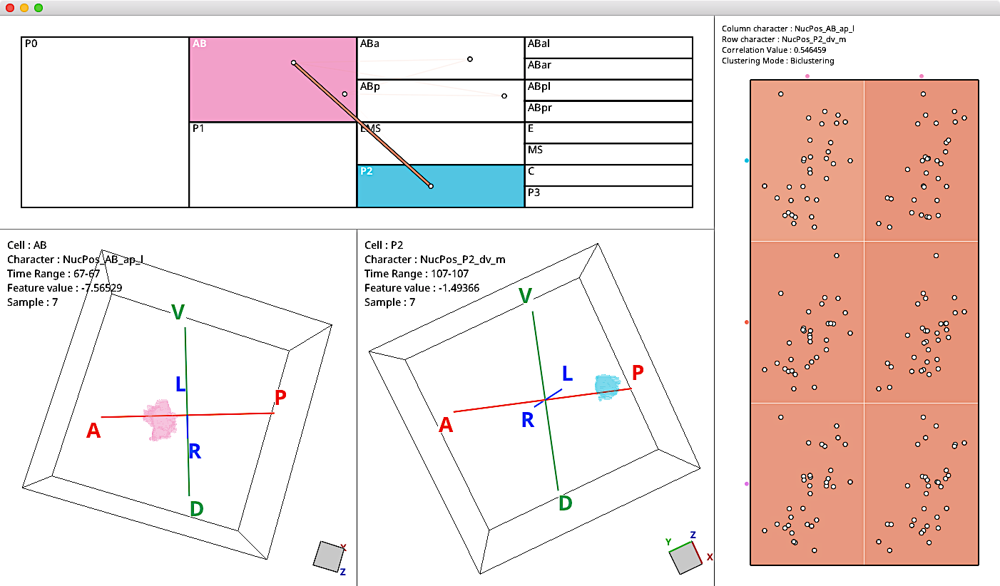 P0
AB
ABa
ABal
ABar
ABp
ABpl
ABpr
P1
EMS
E
MS
P2
C
P3
Cell : AB
Character : NucPos_AB_ap_l
Time Range : 67-67
Feature value : -7.56529
Sample : 7
V
L
P
A
R
D
X
Z
Cell : P2
Character : NucPos_P2_dv_m
Time Range : 107-107
Feature value : -1.49366
Sample : 7
V
L
P
R
A
D
Z
Y
X
Column character : NucPos_AB_ap_l
Row character : NucPos_P2_dv_m
Correlation Value : 0.546459
Clustering Mode : Biclustering